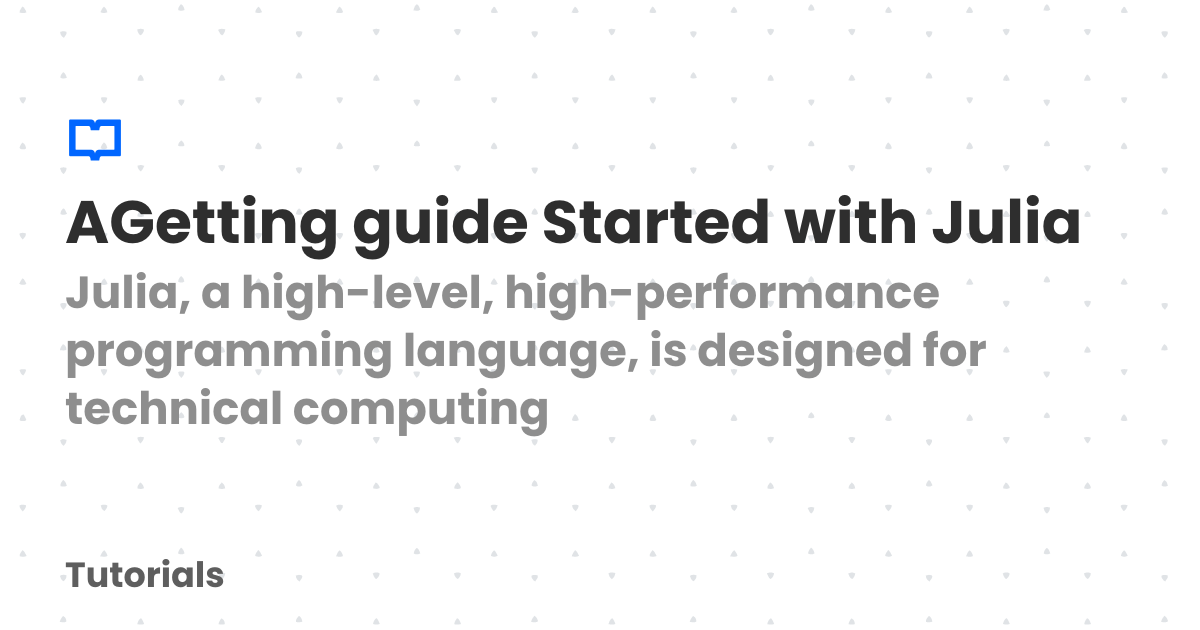 AGetting guide Started with Julia
Julia, a high-level, high-performance
programming language, is designed for
technical computing
Tutorials